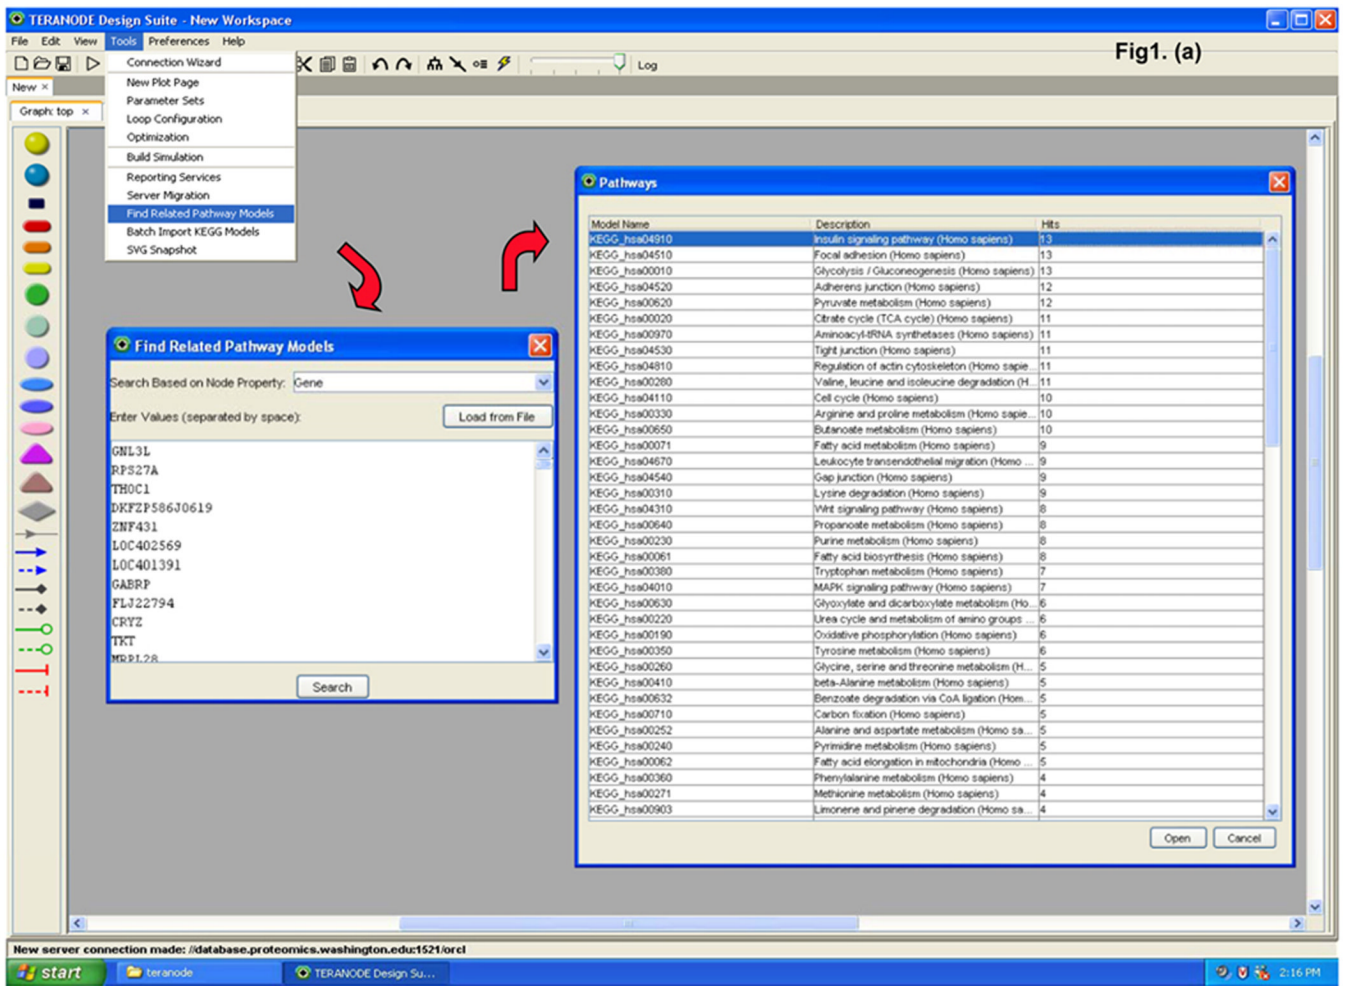 TERANODE Design Suite - New Workspace
File Edit View Tools Preferences Help
Fig1. (a)
Log
New ×
Graph: top ×
Connection Wizard
New Plot Page
Parameter Sets
Loop Configuration
Optimization
Build Simulation
Reporting Services
Server Migration
Find Related Pathway Models
Batch Import KEGG Models
SVG Snapshot
Find Related Pathway Models
Search Based on Node Property: Gene
Enter Values (separated by space): Load from File
GNL3L
RPS27A
THOC1
DKFZP586J0619
ZNF431
LOC402569
LOC401391
GABRP
FLJ22794
CRYZ
TKT
MRPL28
Search
Pathways
Model Name Description Hits
KEGG_hsa04910 Insulin signaling pathway (Homo sapiens) 13
KEGG_hsa04510 Focal adhesion (Homo sapiens) 13
KEGG_hsa00010 Glycolysis / Gluconeogenesis (Homo sapiens) 13
KEGG_hsa04520 Adherens junction (Homo sapiens) 12
KEGG_hsa00620 Pyruvate metabolism (Homo sapiens) 12
KEGG_hsa00020 Citrate cycle (TCA cycle) (Homo sapiens) 11
KEGG_hsa00970 Aminoacyl-tRNA synthetases (Homo sapiens) 11
KEGG_hsa04530 Tight junction (Homo sapiens) 11
KEGG_hsa04810 Regulation of actin cytoskeleton (Homo sapie... 11
KEGG_hsa00280 Valine, leucine and isoleucine degradation (H... 11
KEGG_hsa04110 Cell cycle (Homo sapiens) 10
KEGG_hsa00330 Arginine and proline metabolism (Homo sapie... 10
KEGG_hsa00650 Butanoate metabolism (Homo sapiens) 10
KEGG_hsa00071 Fatty acid metabolism (Homo sapiens) 9
KEGG_hsa04670 Leukocyte transendothelial migration (Homo ... 9
KEGG_hsa04540 Gap junction (Homo sapiens) 9
KEGG_hsa00310 Lysine degradation (Homo sapiens) 9
KEGG_hsa04310 Wnt signaling pathway (Homo sapiens) 8
KEGG_hsa00640 Propanoate metabolism (Homo sapiens) 8
KEGG_hsa00230 Purine metabolism (Homo sapiens) 8
KEGG_hsa00061 Fatty acid biosynthesis (Homo sapiens) 8
KEGG_hsa00380 Tryptophan metabolism (Homo sapiens) 7
KEGG_hsa04010 MAPK signaling pathway (Homo sapiens) 7
KEGG_hsa00630 Glyoxylate and dicarboxylate metabolism (Ho... 6
KEGG_hsa00220 Urea cycle and metabolism of amino groups ... 6
KEGG_hsa00190 Oxidative phosphorylation (Homo sapiens) 6
KEGG_hsa00350 Tyrosine metabolism (Homo sapiens) 6
KEGG_hsa00260 Glycine, serine and threonine metabolism (H... 5
KEGG_hsa00410 beta-Alanine metabolism (Homo sapiens) 5
KEGG_hsa00632 Benzoate degradation via CoA ligation (Hom... 5
KEGG_hsa00710 Carbon fixation (Homo sapiens) 5
KEGG_hsa00252 Alanine and aspartate metabolism (Homo sa... 5
KEGG_hsa00240 Pyrimidine metabolism (Homo sapiens) 5
KEGG_hsa00062 Fatty acid elongation in mitochondria (Homo ... 5
KEGG_hsa00360 Phenylalanine metabolism (Homo sapiens) 4
KEGG_hsa00271 Methionine metabolism (Homo sapiens) 4
KEGG_hsa00903 Limonene and pinene degradation (Homo sa... 4
Open Cancel
New server connection made: //database.proteomics.washington.edu:1521/orcl
start teranode TERANODE Design Su... 2:16 PM